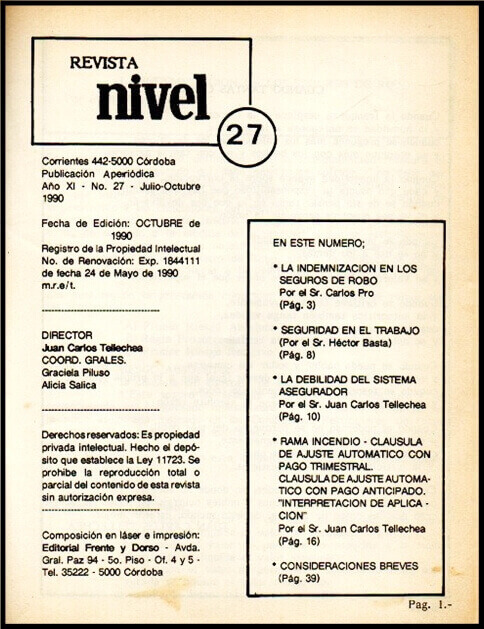 REVISTA
nivel
27
Corrientes 442-5000 Córdoba
Publicación Aperiódica
Año XI - No. 27 - Julio-Octubre
1990
Fecha de Edición: OCTUBRE de
1990
Registro de la Propiedad Intelectual
No. de Renovación: Exp. 1844111
de fecha 24 de Mayo de 1990
m.r.e/t.
DIRECTOR
Juan Carlos Tellechea
COORD. GRALES.
Graciela Piluso
Alicia Salica
Derechos reservados: Es propiedad
privada intelectual. Hecho el depó-
sito que establece la Ley 11723. Se
prohibe la reproducción total o
parcial del contenido de esta revista
sin autorización expresa.
Composición en láser e impresión:
Editorial Frente y Dorso - Avda.
Gral. Paz 94 - 5o. Piso - Of. 4 y 5 -
Tel. 35222 - 5000 Córdoba
EN ESTE NUMERO;
* LA INDEMNIZACION EN LOS
SEGUROS DE ROBO
Por el Sr. Carlos Pro
(Pág. 3)
* SEGURIDAD EN EL TRABAJO
(Por el Sr. Héctor Basta)
(Pág. 8)
* LA DEBILIDAD DEL SISTEMA
ASEGURADOR
Por el Sr. Juan Carlos Tellechea
(Pág. 10)
* RAMA INCENDIO - CLAUSULA
DE AJUSTE AUTOMATICO CON
PAGO TRIMESTRAL.
CLAUSULA DE AJUSTE AUTOMA-
TICO CON PAGO ANTICIPADO.
"INTERPRETACION DE APLICA-
CION"
Por el Sr. Juan Carlos Tellechea
(Pág. 16)
* CONSIDERACIONES BREVES
(Pág. 39)
Pag. 1.-